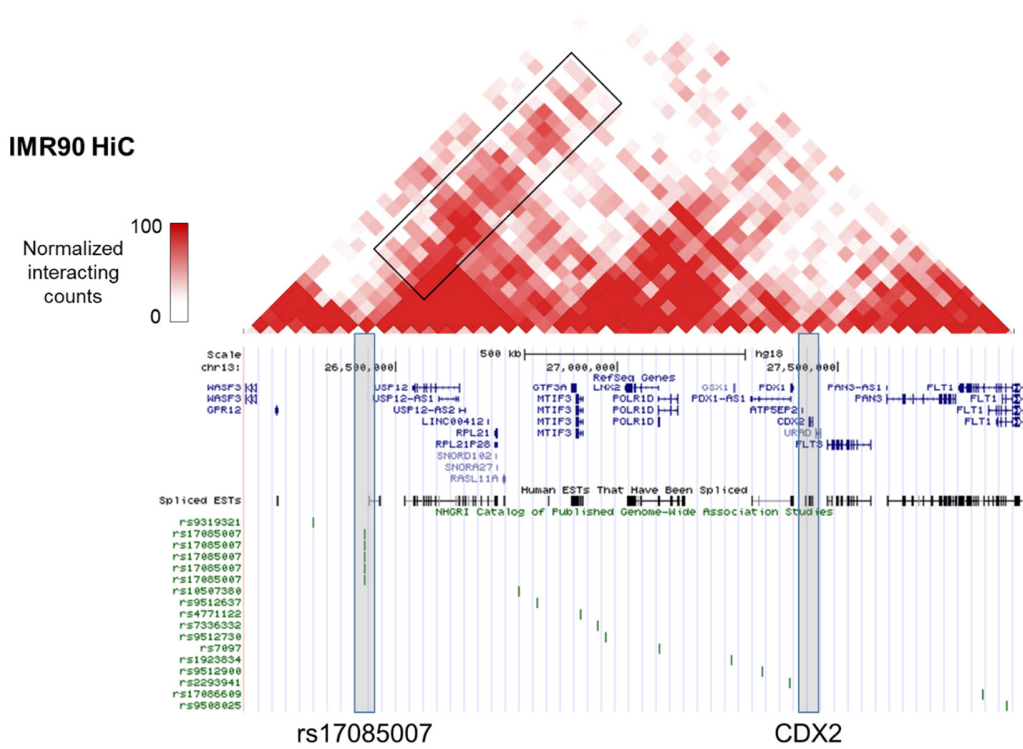 IMR90 HiC
100
Normalized
interacting
counts
0
Scale 500 kb hg18
chr13: 26,500,000 27,000,000 27,500,000
RefSeq Genes
WASF3 USP12 GTF3A LNX2 GSX1 PDX1 PAN3-AS1 FLT1
WASF3 USP12-AS1 MTIF3 POLR1D PDX1-AS1 PAN3 FLT1
GPR12 USP12-AS2 MTIF3 POLR1D ATP5EP2 FLT1
LINC00412 MTIF3 POLR1D CDX2 FLT1
RPL21 MTIF3 URAD
RPL21P28 FLT3
SNORD102
SNORA27
RASL11A
Human ESTs That Have Been Spliced
Spliced ESTs
NHGRI Catalog of Published Genome-Wide Association Studies
rs9319321
rs17085007
rs17085007
rs17085007
rs17085007
rs17085007
rs10507380
rs9512637
rs4771122
rs7336332
rs9512730
rs7097
rs1923834
rs9512900
rs2293941
rs17086609
rs9508025
rs17085007 CDX2